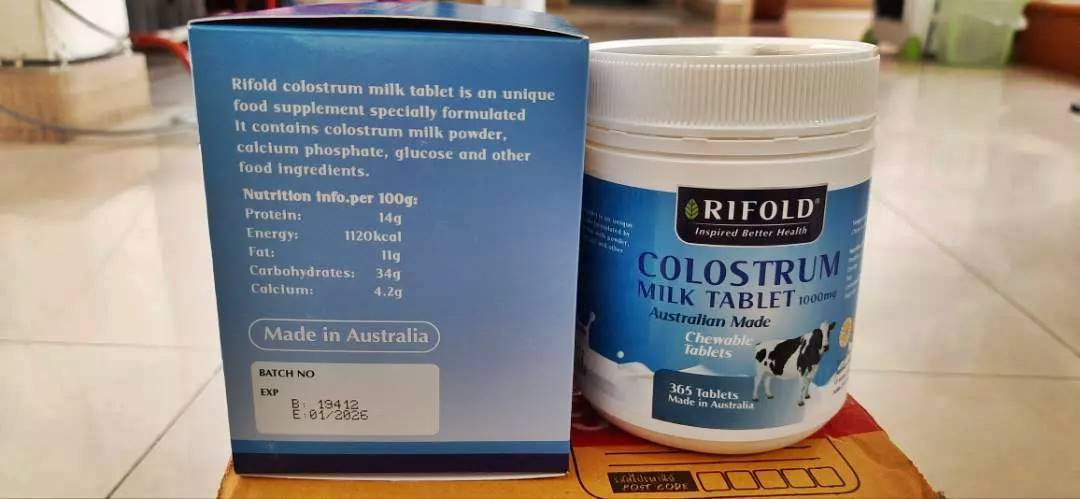 Rifold colostrum milk tablet is an unique
food supplement specially formulated
It contains colostrum milk powder,
calcium phosphate, glucose and other
food ingredients.
Nutrition info.per 100g:
Protein: 14g
Energy: 1120kcal
Fat: 11g
Carbohydrates: 34g
Calcium: 4.2g
Made in Australia
BATCH NO
EXP
B: 19412
E:01/2026
RIFOLD®
Inspired Better Health
COLOSTRUM
MILK TABLET 1000mg
Australian Made
Chewable
Tablets
365 Tablets
Made in Australia
POST CODE